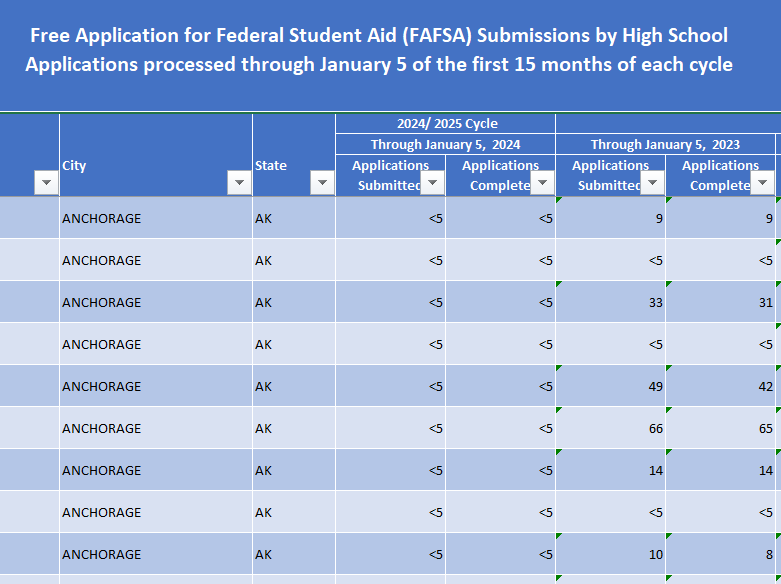 Free Application for Federal Student Aid (FAFSA) Submissions by High School
Applications processed through January 5 of the first 15 months of each cycle
2024/ 2025 Cycle
Through January 5, 2024 Through January 5, 2023
City State Applications Submitted Applications Complete Applications Submitted Applications Complete
ANCHORAGE AK <5 <5 9 9
ANCHORAGE AK <5 <5 <5 <5
ANCHORAGE AK <5 <5 33 31
ANCHORAGE AK <5 <5 <5 <5
ANCHORAGE AK <5 <5 49 42
ANCHORAGE AK <5 <5 66 65
ANCHORAGE AK <5 <5 14 14
ANCHORAGE AK <5 <5 <5 <5
ANCHORAGE AK <5 <5 10 8